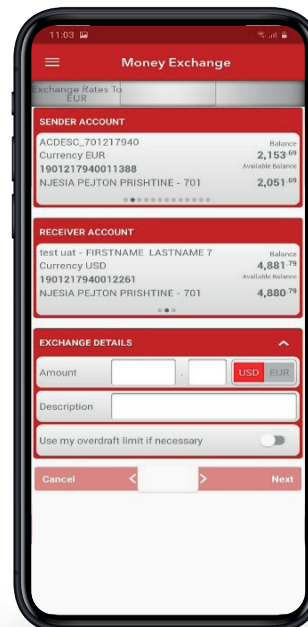 11:03
Money Exchange
Exchange Rates To
EUR
SENDER ACCOUNT
ACDESC_701217940
Balance
Currency EUR
2,153.69
1901217940011388
Available Balance
NJESIA PEJTON PRISHTINE - 701
2,051.69
RECEIVER ACCOUNT
test uat - FIRSTNAME LASTNAME 7
Balance
Currency USD
4,881.79
1901217940012261
Available Balance
NJESIA PEJTON PRISHTINE - 701
4,880.79
EXCHANGE DETAILS
Amount . USD EUR
Description
Use my overdraft limit if necessary
Cancel < > Next